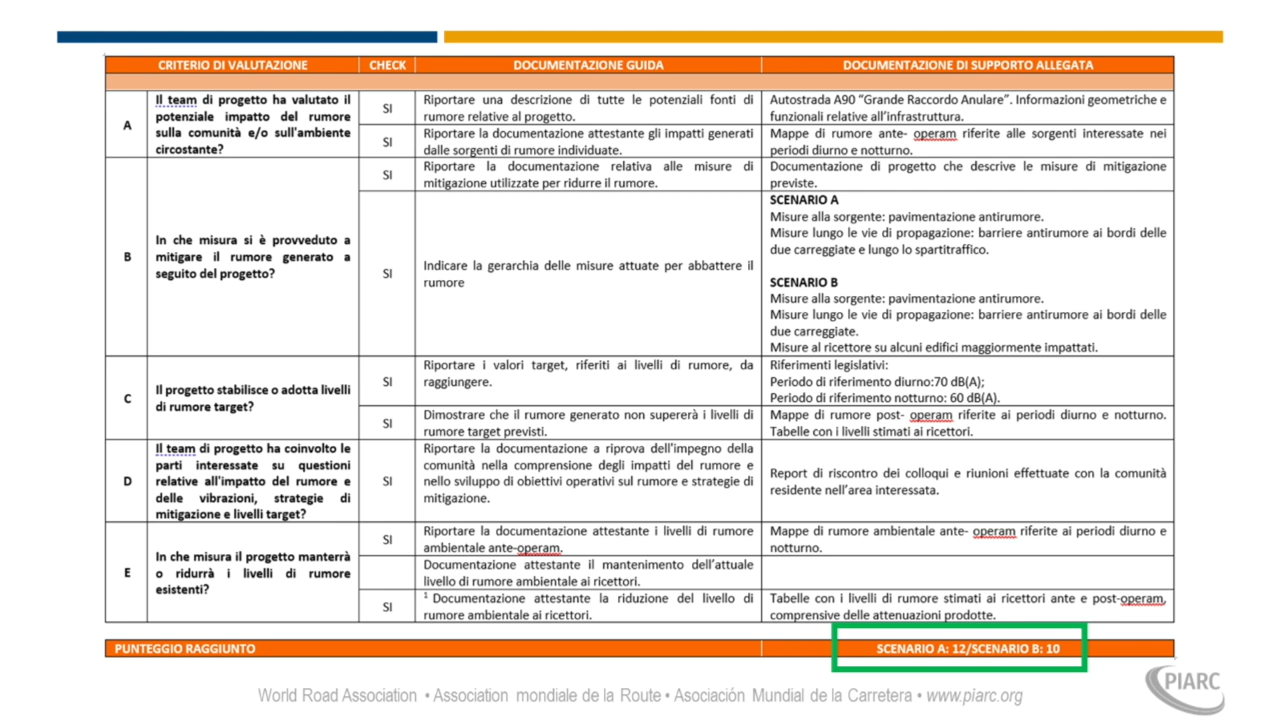 CRITERIO DI VALUTAZIONE CHECK DOCUMENTAZIONE GUIDA DOCUMENTAZIONE DI SUPPORTO ALLEGATA
A
Il team di progetto ha valutato il
potenziale impatto del rumore
sulla comunità e/o sull'ambiente
circostante?
SI
Riportare una descrizione di tutte le potenziali fonti di
rumore relative al progetto.
Autostrada A90 “Grande Raccordo Anulare”. Informazioni geometriche e
funzionali relative all’infrastruttura.
SI
Riportare la documentazione attestante gli impatti generati
dalle sorgenti di rumore individuate.
Mappe di rumore ante- operam riferite alle sorgenti interessate nei
periodi diurno e notturno.
B
In che misura si è provveduto a
mitigare il rumore generato a
seguito del progetto?
SI
Riportare la documentazione relativa alle misure di
mitigazione utilizzate per ridurre il rumore.
Documentazione di progetto che descrive le misure di mitigazione
previste.
SI
Indicare la gerarchia delle misure attuate per abbattere il
rumore
SCENARIO A
Misure alla sorgente: pavimentazione antirumore.
Misure lungo le vie di propagazione: barriere antirumore ai bordi delle
due carreggiate e lungo lo spartitraffico.
SCENARIO B
Misure alla sorgente: pavimentazione antirumore.
Misure lungo le vie di propagazione: barriere antirumore ai bordi delle
due carreggiate.
Misure al ricettore su alcuni edifici maggiormente impattati.
C
Il progetto stabilisce o adotta livelli
di rumore target?
SI
Riportare i valori target, riferiti ai livelli di rumore, da
raggiungere.
Riferimenti legislativi:
Periodo di riferimento diurno:70 dB(A);
Periodo di riferimento notturno: 60 dB(A).
SI
Dimostrare che il rumore generato non supererà i livelli di
rumore target previsti.
Mappe di rumore post- operam riferite ai periodi diurno e notturno.
Tabelle con i livelli stimati ai ricettori.
D
Il team di progetto ha coinvolto le
parti interessate su questioni
relative all'impatto del rumore e
delle vibrazioni, strategie di
mitigazione e livelli target?
SI
Riportare la documentazione a riprova dell'impegno della
comunità nella comprensione degli impatti del rumore e
nello sviluppo di obiettivi operativi sul rumore e strategie di
mitigazione.
Report di riscontro dei colloqui e riunioni effettuate con la comunità
residente nell’area interessata.
E
In che misura il progetto manterrà
o ridurrà i livelli di rumore
esistenti?
SI
Riportare la documentazione attestante i livelli di rumore
ambientale ante-operam.
Mappe di rumore ambientale ante- operam riferite ai periodi diurno e
notturno.
Documentazione attestante il mantenimento dell’attuale
livello di rumore ambientale ai ricettori.
SI
¹ Documentazione attestante la riduzione del livello di
rumore ambientale ai ricettori.
Tabelle con i livelli di rumore stimati ai ricettori ante e post-operam,
comprensive delle attenuazioni prodotte.
PUNTEGGIO RAGGIUNTO SCENARIO A: 12/SCENARIO B: 10
World Road Association • Association mondiale de la Route • Asociación Mundial de la Carretera • www.piarc.org
PIARC